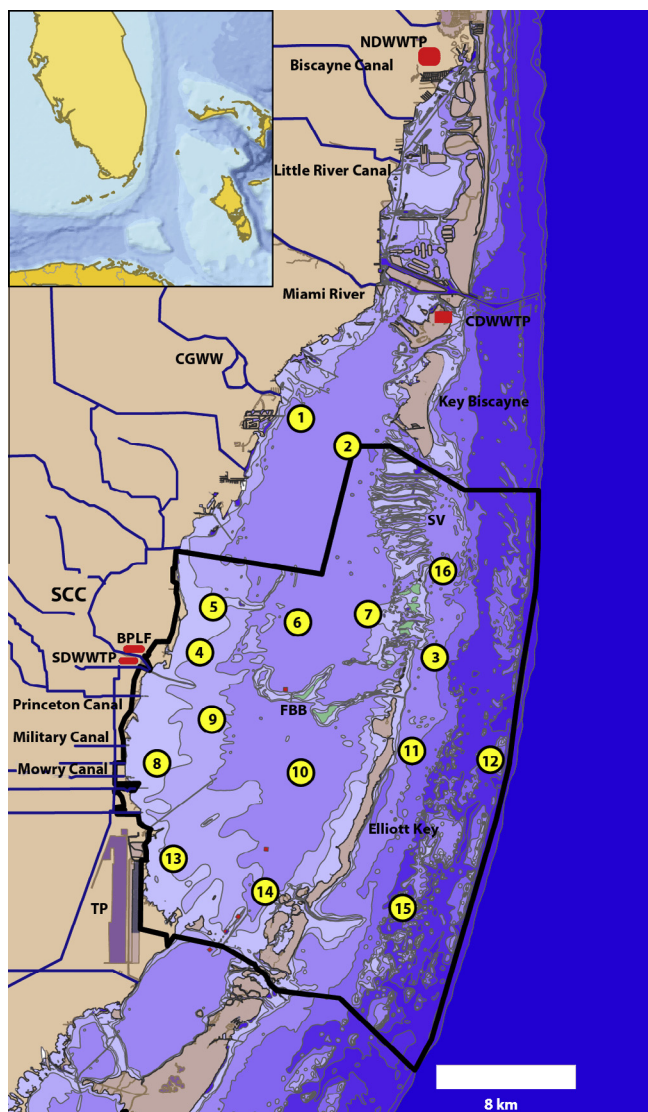 NDWWTP
Biscayne Canal
Little River Canal
Miami River
CDWWTP
CGWW
Key Biscayne
1
2
SV
16
SCC
5
6
7
BPLF
4
3
SDWWTP
Princeton Canal
FBB
9
Military Canal
11
12
8
Mowry Canal
10
Elliott Key
13
14
TP
15
8 km